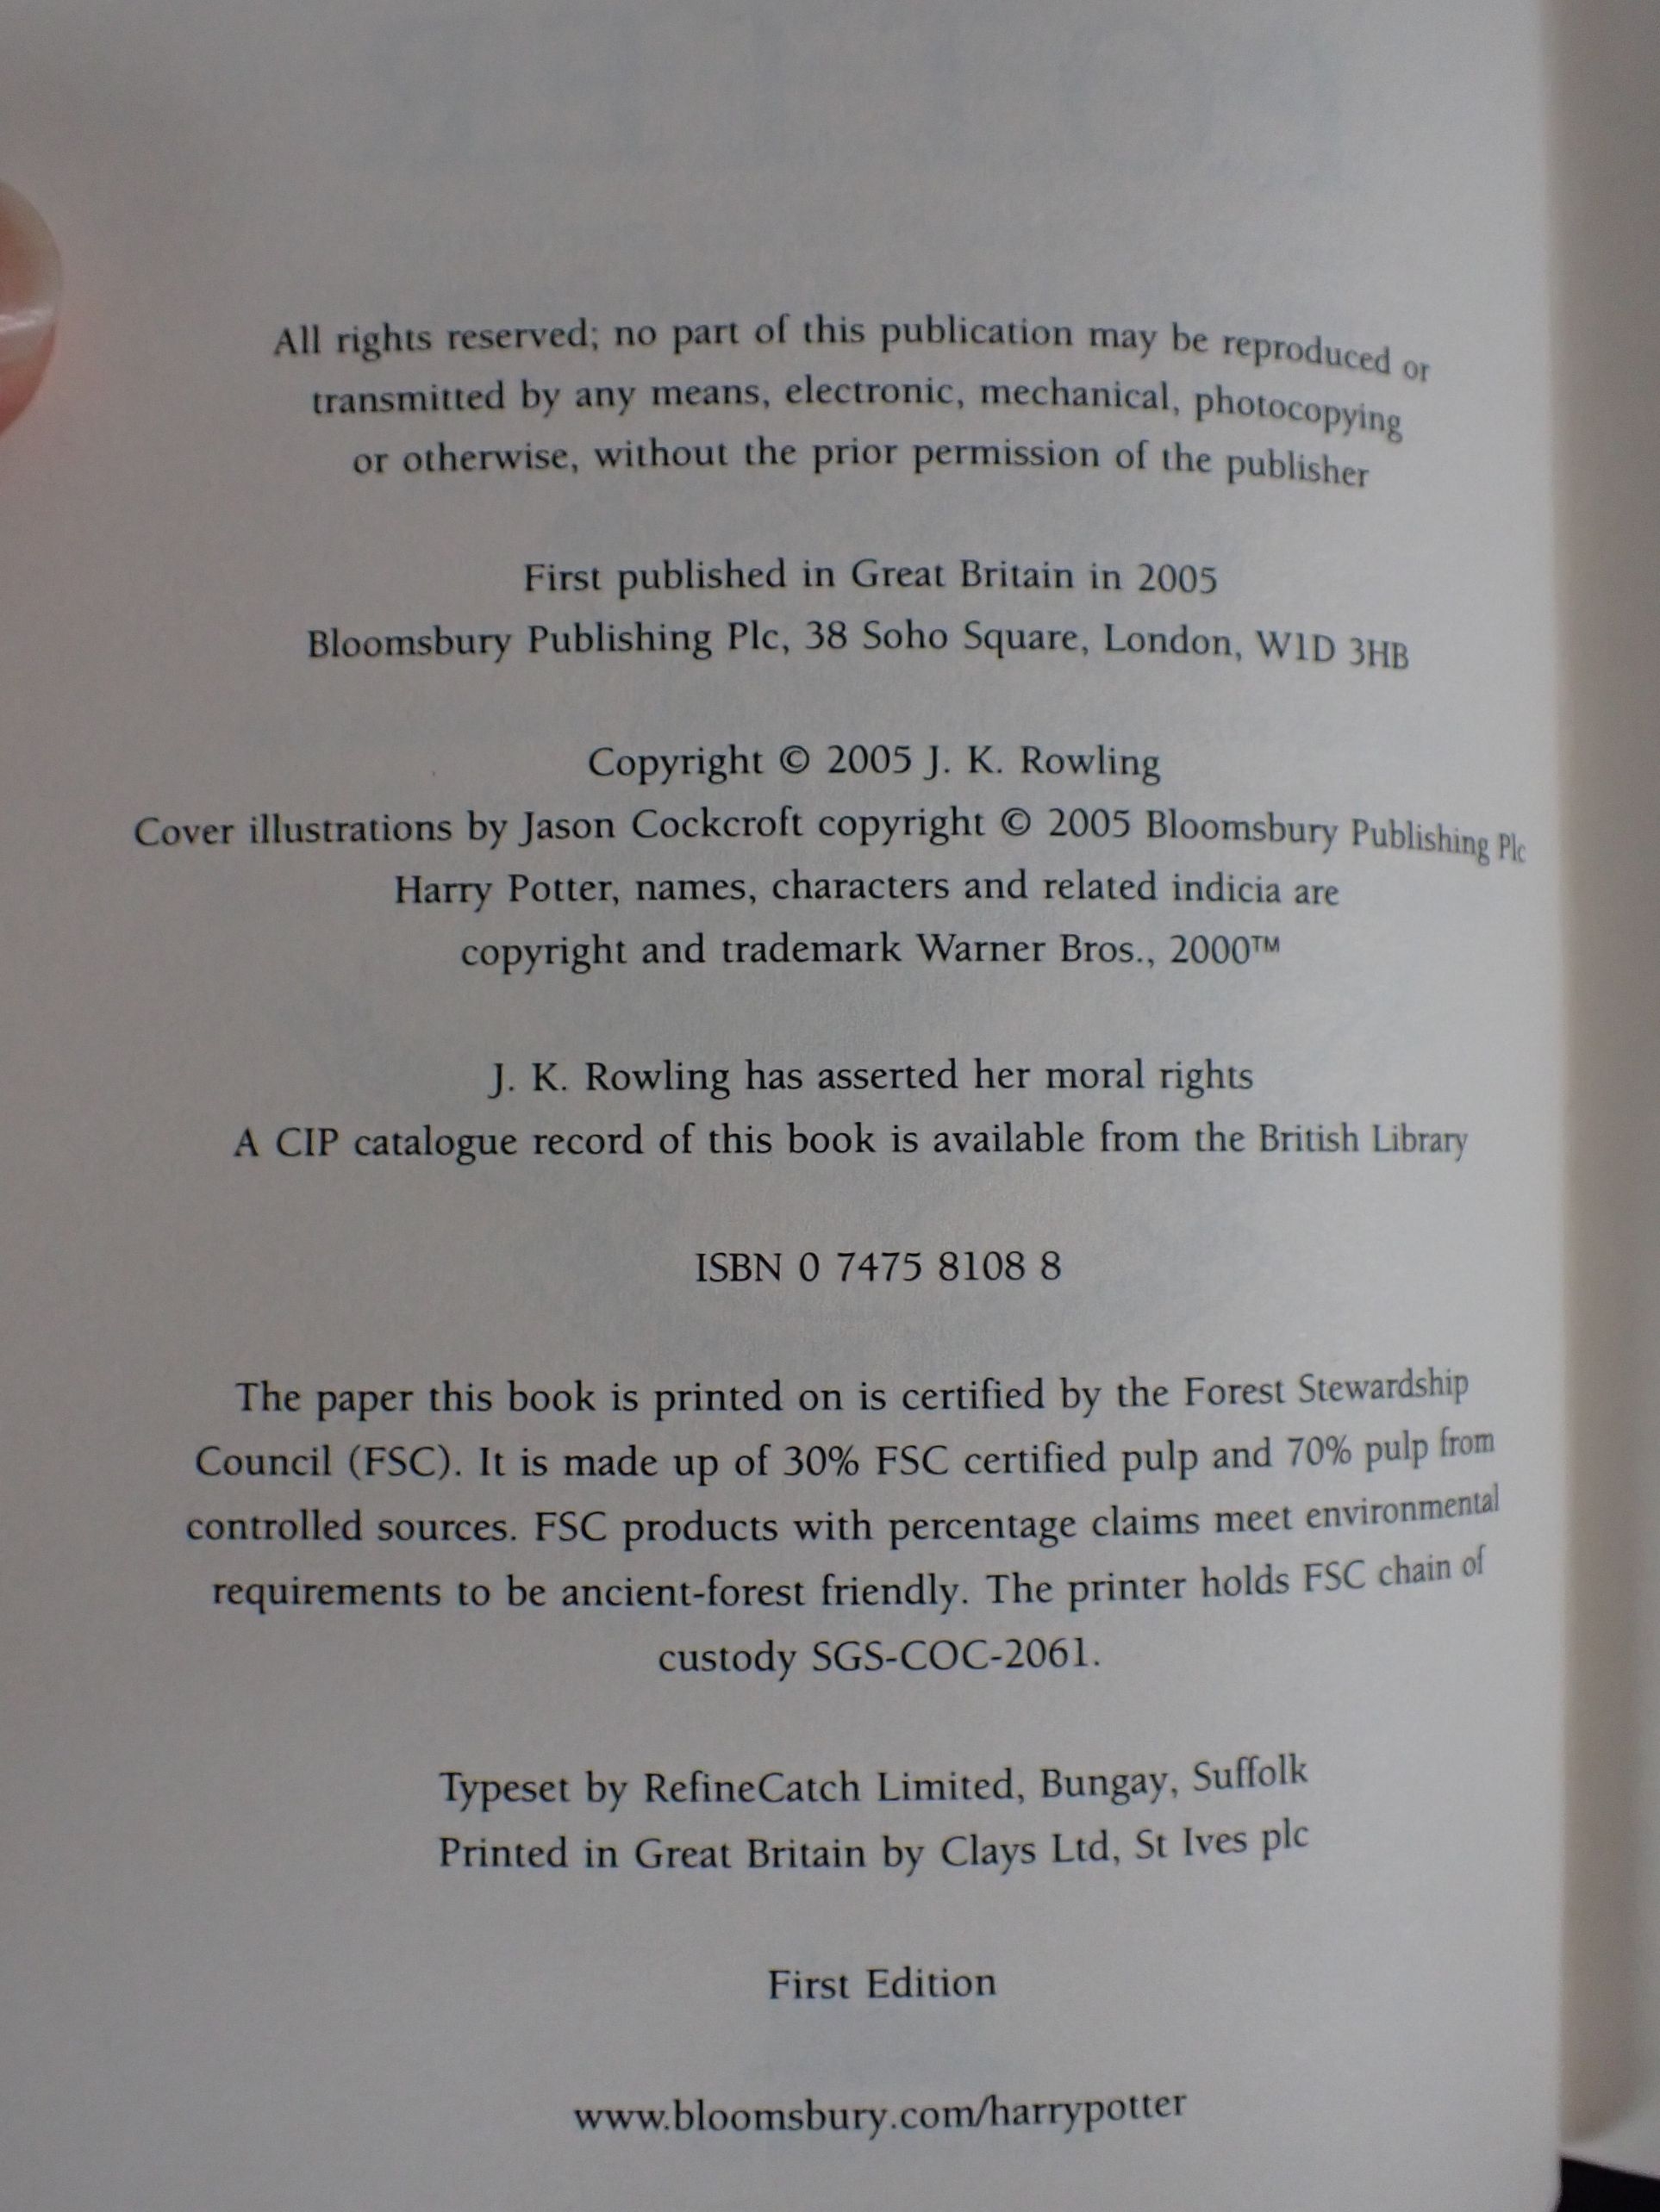 All rights reserved; no part of this publication may be reproduced or
transmitted by any means, electronic, mechanical, photocopying
or otherwise, without the prior permission of the publisher
First published in Great Britain in 2005
Bloomsbury Publishing Plc, 38 Soho Square, London, W1D 3HB
Copyright © 2005 J. K. Rowling
Cover illustrations by Jason Cockcroft copyright © 2005 Bloomsbury Publishing Plc
Harry Potter, names, characters and related indicia are
copyright and trademark Warner Bros., 2000™
J. K. Rowling has asserted her moral rights
A CIP catalogue record of this book is available from the British Library
ISBN 0 7475 8108 8
The paper this book is printed on is certified by the Forest Stewardship
Council (FSC). It is made up of 30% FSC certified pulp and 70% pulp from
controlled sources. FSC products with percentage claims meet environmental
requirements to be ancient-forest friendly. The printer holds FSC chain of
custody SGS-COC-2061.
Typeset by RefineCatch Limited, Bungay, Suffolk
Printed in Great Britain by Clays Ltd, St Ives plc
First Edition
www.bloomsbury.com/harrypotter